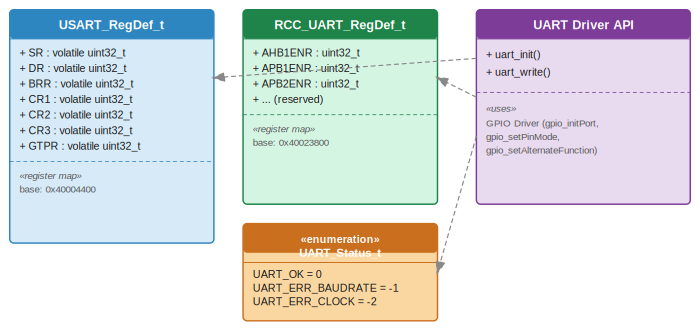 USART_RegDef_t
+ SR : volatile uint32_t
+ DR : volatile uint32_t
+ BRR : volatile uint32_t
+ CR1 : volatile uint32_t
+ CR2 : volatile uint32_t
+ CR3 : volatile uint32_t
+ GTPR : volatile uint32_t
«register map»
base: 0x40004400
RCC_UART_RegDef_t
+ AHB1ENR : uint32_t
+ APB1ENR : uint32_t
+ APB2ENR : uint32_t
+ ... (reserved)
«register map»
base: 0x40023800
UART Driver API
+ uart_init()
+ uart_write()
«uses»
GPIO Driver (gpio_initPort,
gpio_setPinMode,
gpio_setAlternateFunction)
«enumeration»
UART_Status_t
UART_OK = 0
UART_ERR_BAUDRATE = -1
UART_ERR_CLOCK = -2